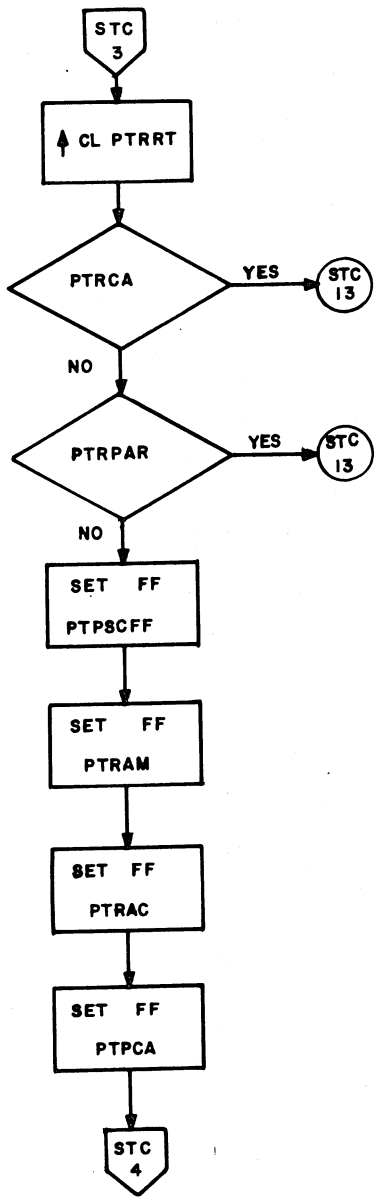 STC
3
↑ CL PTRRT
PTRCA
YES
STC
13
NO
PTRPAR
YES
STC
13
NO
SET FF
PTPSCFF
SET FF
PTRAM
SET FF
PTRAC
SET FF
PTPCA
STC
4